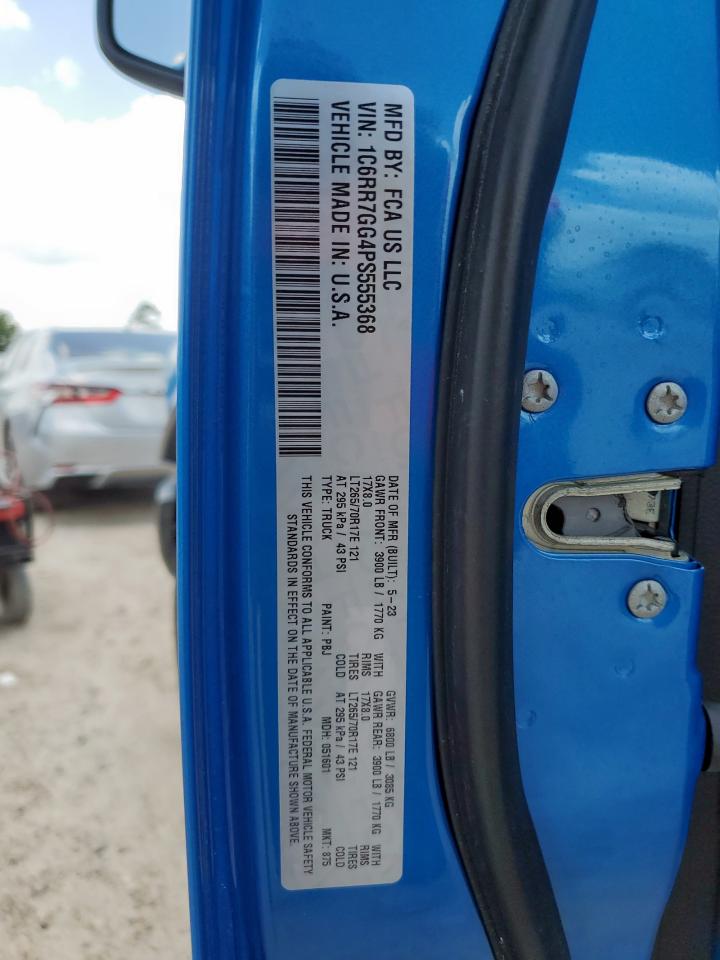 MFD BY: FCA US LLC
VIN: 1C6RR7GG4PS555368
VEHICLE MADE IN: U.S.A.
DATE OF MFR (BUILT): 5-23 GVWR: 6800 LB / 3085 KG
GAWR FRONT: 3900 LB / 1770 KG WITH GAWR REAR: 3900 LB / 1770 KG WITH
17X8.0 RIMS 17X8.0 RIMS
LT265/70R17E 121 TIRES LT265/70R17E 121 TIRES
AT 295 kPa / 43 PSI COLD AT 295 kPa / 43 PSI COLD
TYPE: TRUCK PAINT: PBJ MDH: 051601 MKT: 875
THIS VEHICLE CONFORMS TO ALL APPLICABLE U.S.A. FEDERAL MOTOR VEHICLE SAFETY
STANDARDS IN EFFECT ON THE DATE OF MANUFACTURE SHOWN ABOVE.